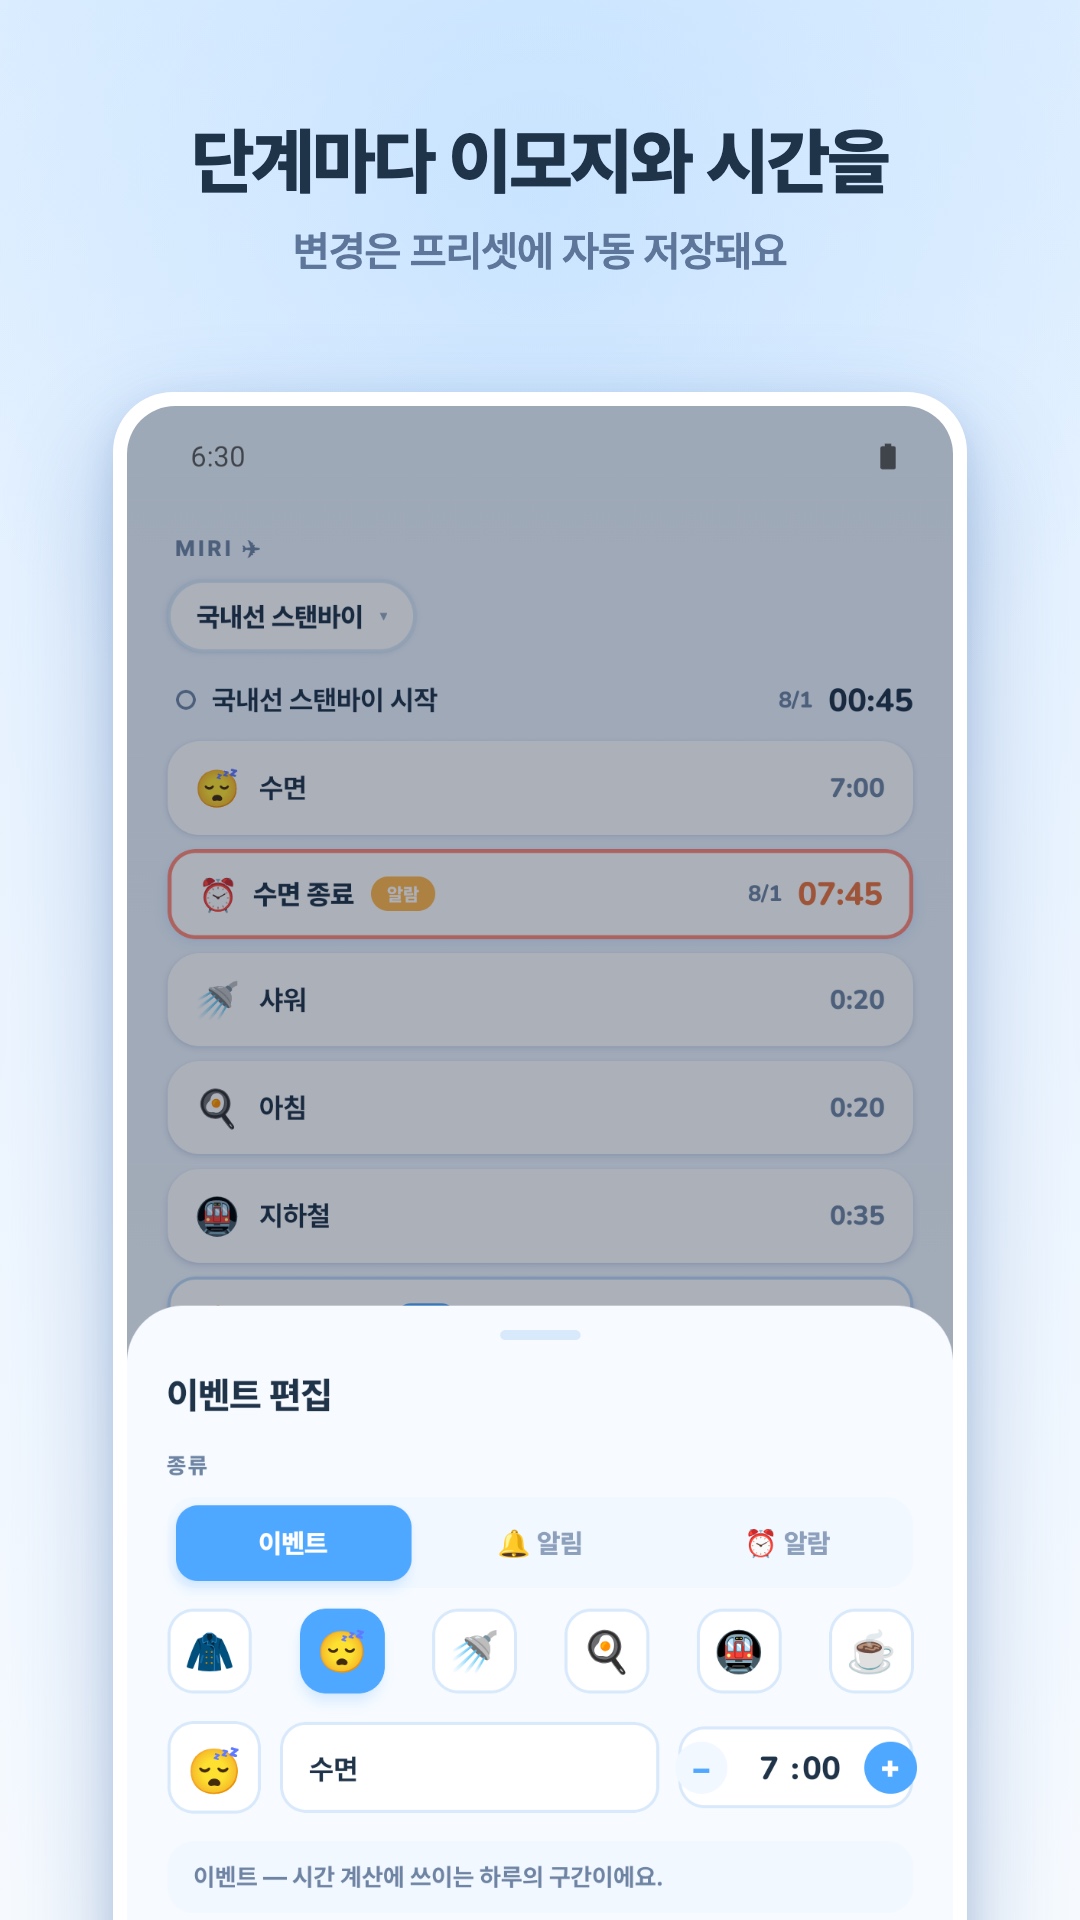 단계마다 이모지와 시간을
변경은 프리셋에 자동 저장돼요
6:30
MIRI ✈
국내선 스탠바이 ▾
국내선 스탠바이 시작 8/1 00:45
수면 7:00
수면 종료 알람 8/1 07:45
샤워 0:20
아침 0:20
지하철 0:35
이벤트 편집
종류
이벤트 🔔 알림 ⏰ 알람
수면 − 7 :00 +
이벤트 — 시간 계산에 쓰이는 하루의 구간이에요.